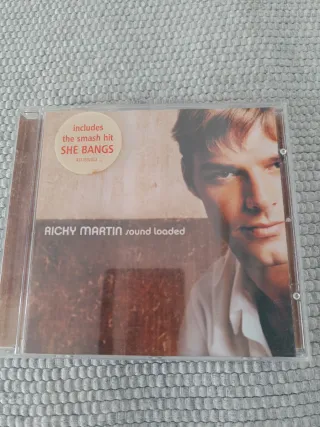 includes
the smash hit
SHE BANGS
RICKY MARTIN sound loaded